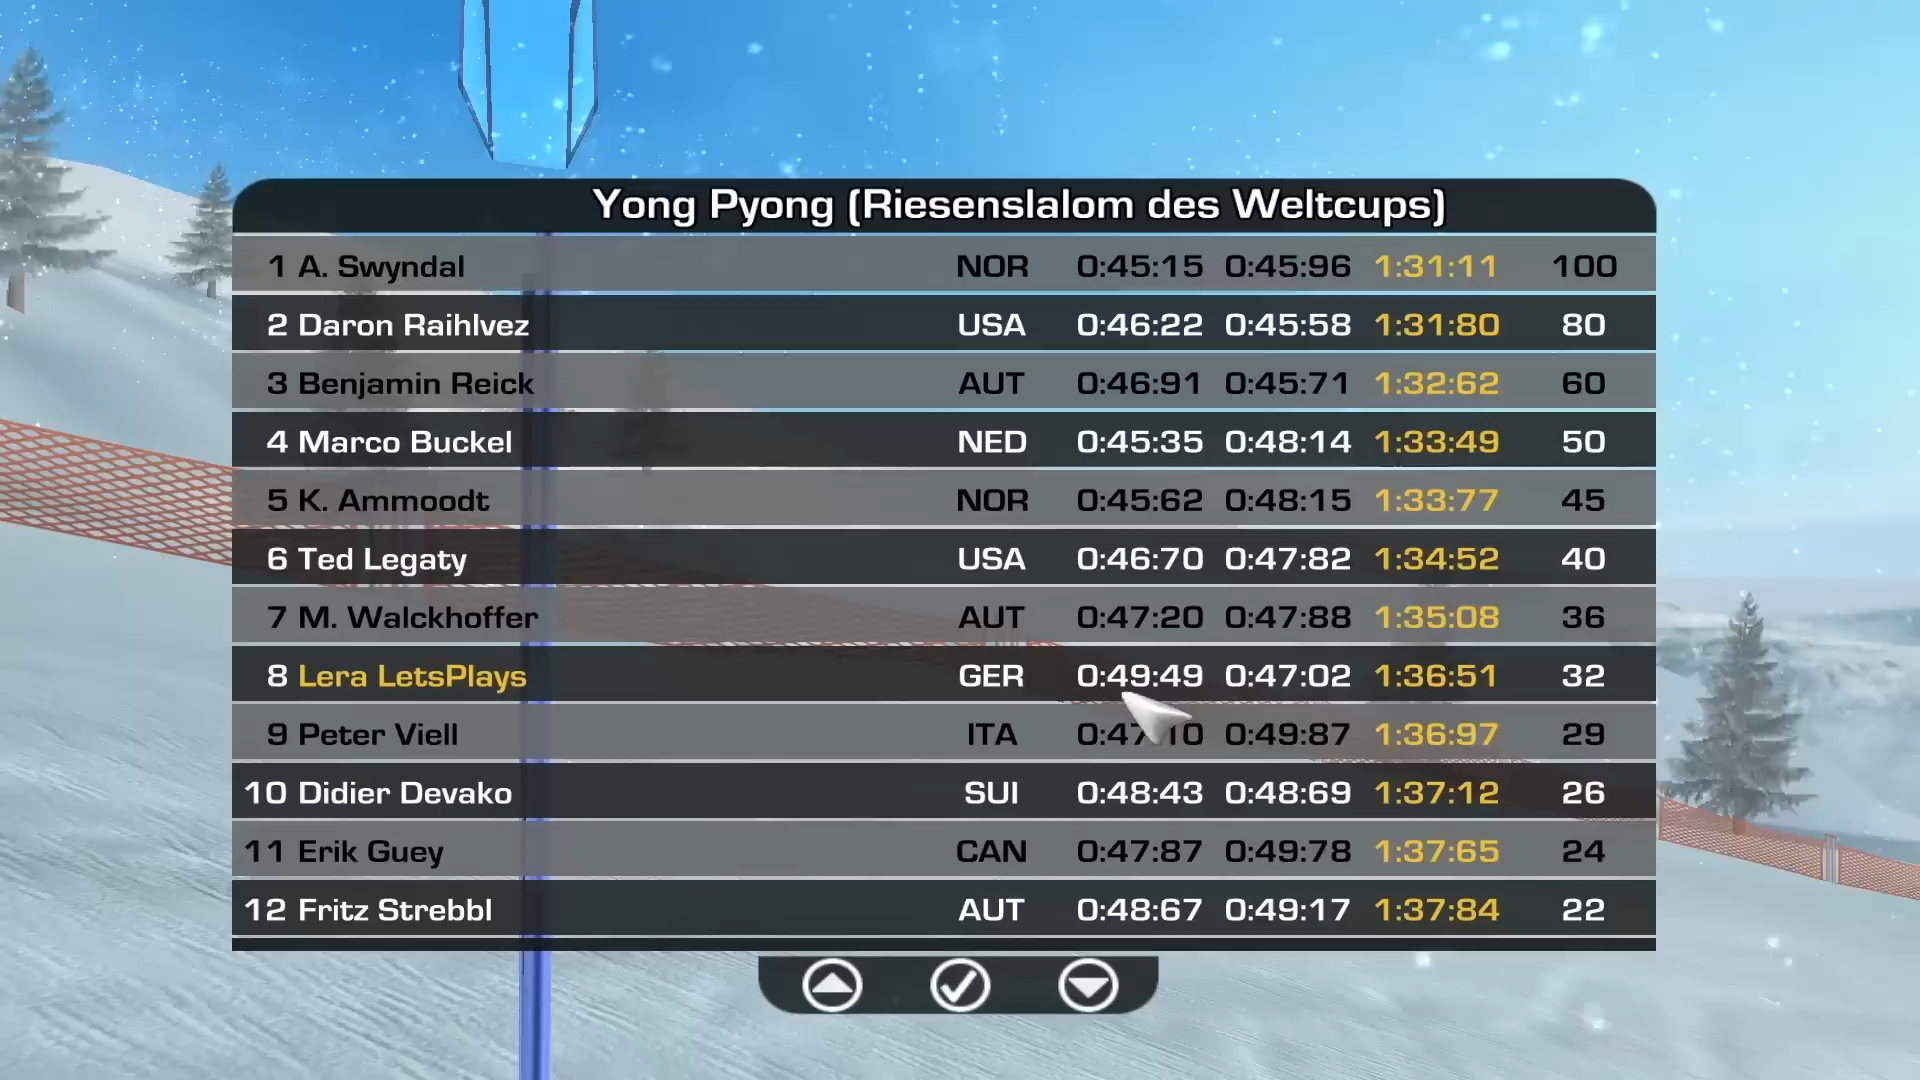 Yong Pyong (Riesenslalom des Weltcups)
1 A. Swyndal NOR 0:45:15 0:45:96 1:31:11 100
2 Daron Raihlvez USA 0:46:22 0:45:58 1:31:80 80
3 Benjamin Reick AUT 0:46:91 0:45:71 1:32:62 60
4 Marco Buckel NED 0:45:35 0:48:14 1:33:49 50
5 K. Ammoodt NOR 0:45:62 0:48:15 1:33:77 45
6 Ted Legaty USA 0:46:70 0:47:82 1:34:52 40
7 M. Walckhoffer AUT 0:47:20 0:47:88 1:35:08 36
8 Lera LetsPlays GER 0:49:49 0:47:02 1:36:51 32
9 Peter Viell ITA 0:47:10 0:49:87 1:36:97 29
10 Didier Devako SUI 0:48:43 0:48:69 1:37:12 26
11 Erik Guey CAN 0:47:87 0:49:78 1:37:65 24
12 Fritz Strebbl AUT 0:48:67 0:49:17 1:37:84 22